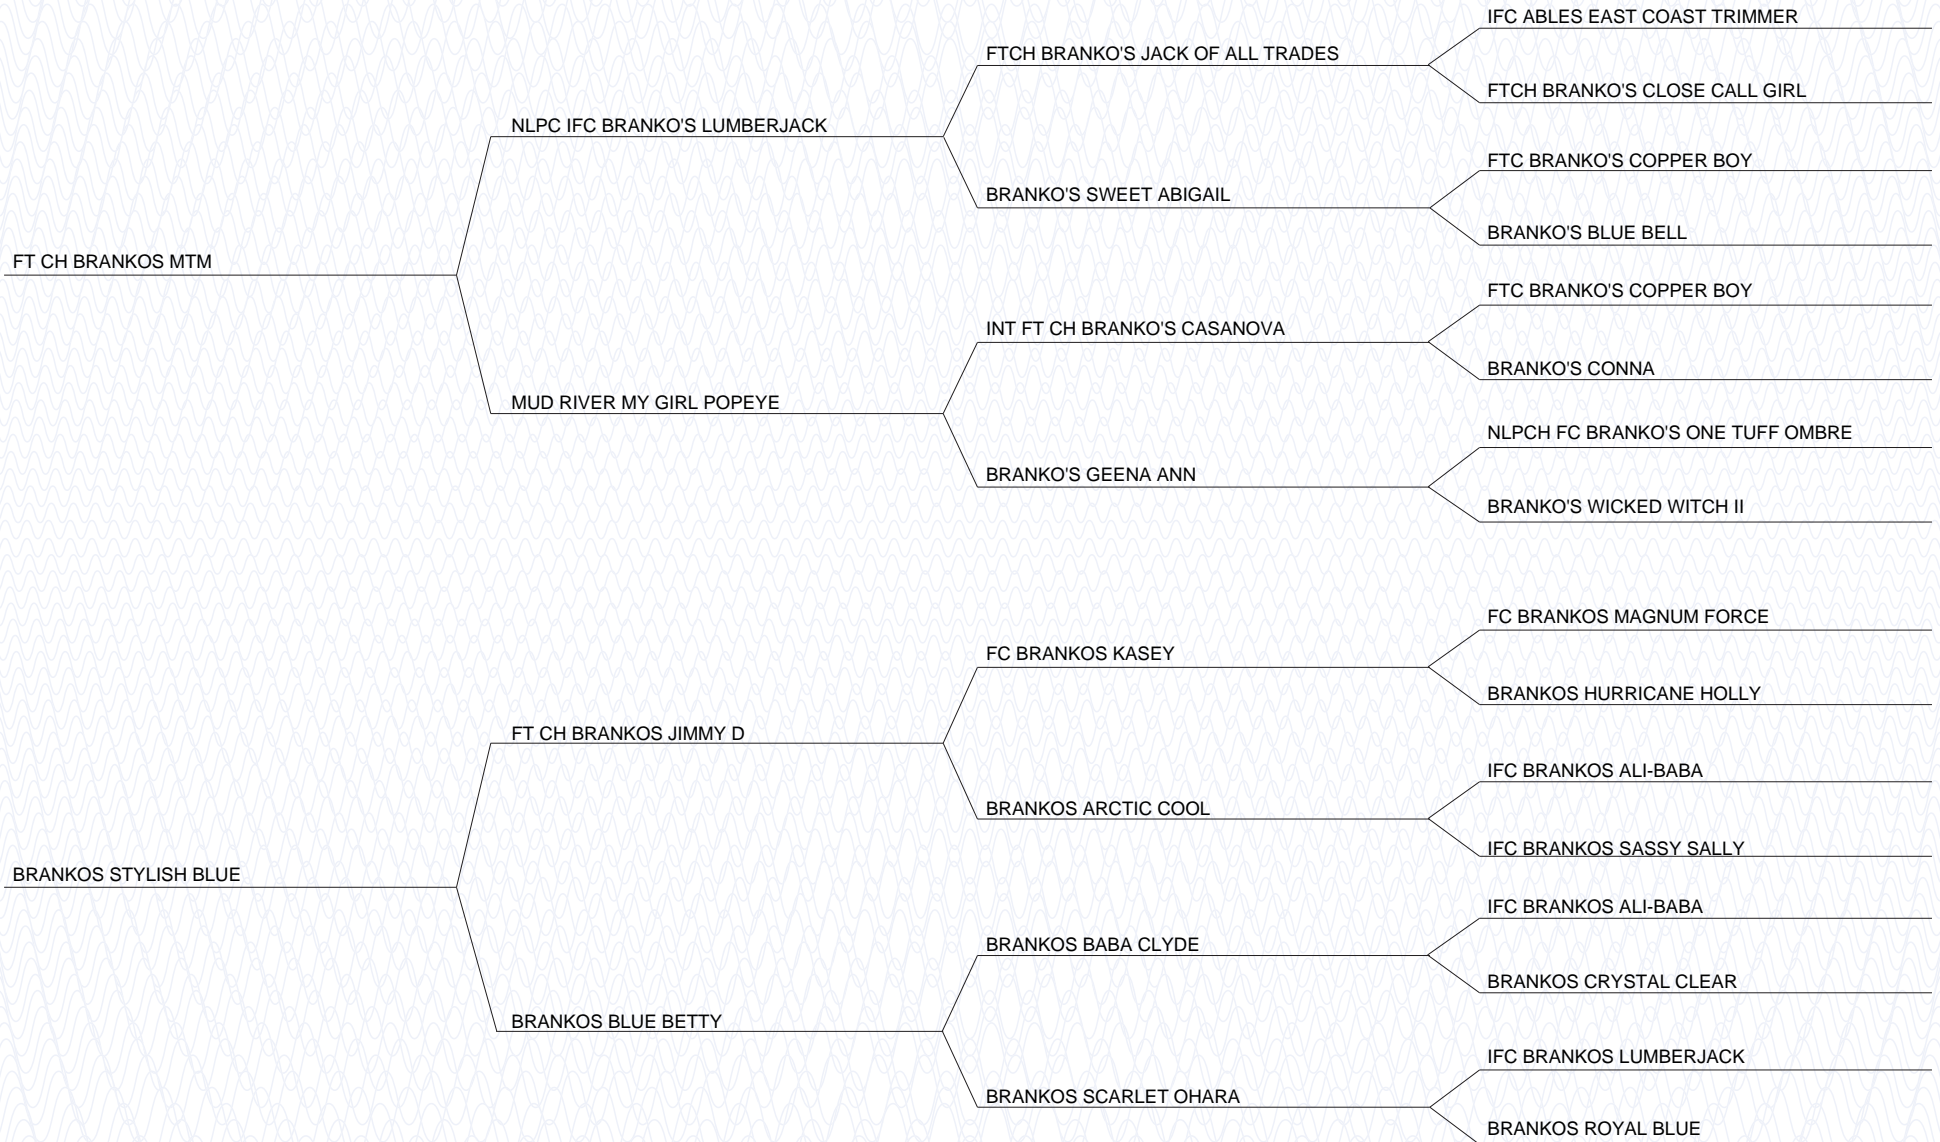 IFC ABLES EAST COAST TRIMMER
FTCH BRANKO'S JACK OF ALL TRADES
FTCH BRANKO'S CLOSE CALL GIRL
NLPC IFC BRANKO'S LUMBERJACK
FTC BRANKO'S COPPER BOY
BRANKO'S SWEET ABIGAIL
BRANKO'S BLUE BELL
FT CH BRANKOS MTM
FTC BRANKO'S COPPER BOY
INT FT CH BRANKO'S CASANOVA
BRANKO'S CONNA
MUD RIVER MY GIRL POPEYE
NLPCH FC BRANKO'S ONE TUFF OMBRE
BRANKO'S GEENA ANN
BRANKO'S WICKED WITCH II
FC BRANKOS MAGNUM FORCE
FC BRANKOS KASEY
BRANKOS HURRICANE HOLLY
FT CH BRANKOS JIMMY D
IFC BRANKOS ALI-BABA
BRANKOS ARCTIC COOL
IFC BRANKOS SASSY SALLY
BRANKOS STYLISH BLUE
IFC BRANKOS ALI-BABA
BRANKOS BABA CLYDE
BRANKOS CRYSTAL CLEAR
BRANKOS BLUE BETTY
IFC BRANKOS LUMBERJACK
BRANKOS SCARLET OHARA
BRANKOS ROYAL BLUE